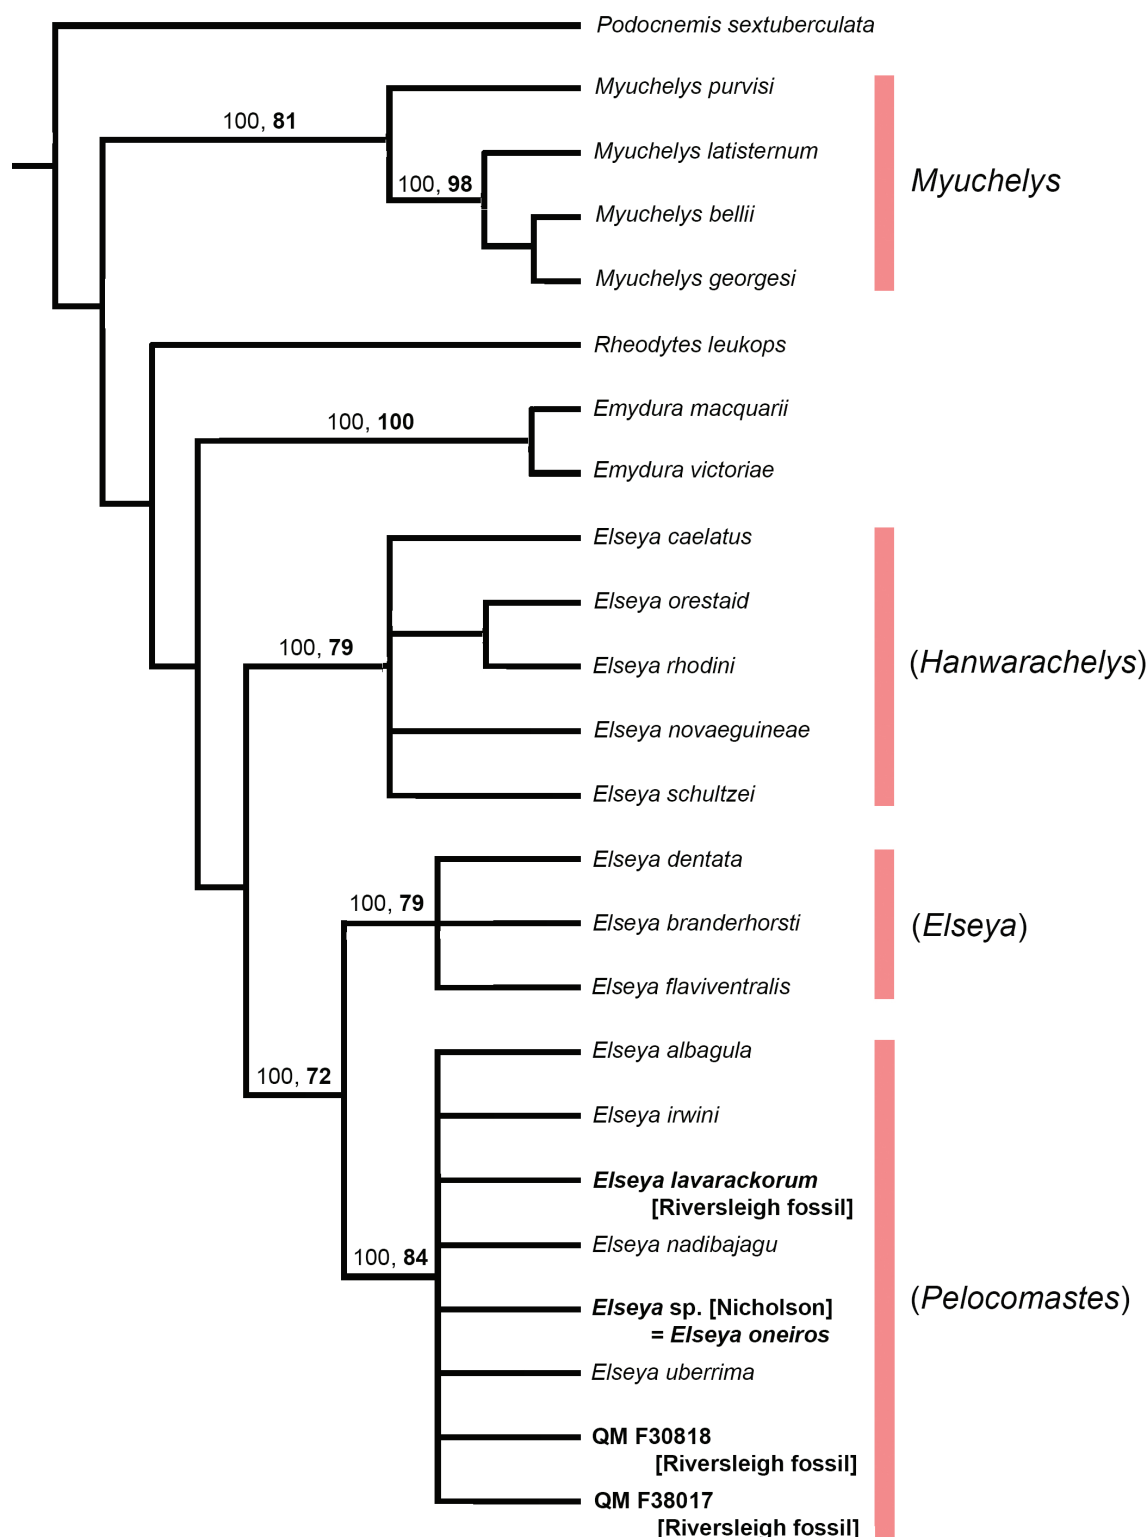 Podocnemis sextuberculata
Myuchelys purvisi
100, 81
Myuchelys latisternum
100, 98
Myuchelys
Myuchelys bellii
Myuchelys georgesi
Rheodytes leukops
Emydura macquarii
100, 100
Emydura victoriae
Elseya caelatus
Elseya orestaid
100, 79
Elseya rhodini
(Hanwarachelys)
Elseya novaeguineae
Elseya schultzei
Elseya dentata
100, 79
Elseya branderhorsti
(Elseya)
Elseya flaviventralis
Elseya albagula
100, 72
Elseya irwini
Elseya lavarackorum
[Riversleigh fossil]
Elseya nadibajagu
100, 84
(Pelocomastes)
Elseya sp. [Nicholson]
= Elseya oneiros
Elseya uberrima
QM F30818
[Riversleigh fossil]
QM F38017
[Riversleigh fossil]